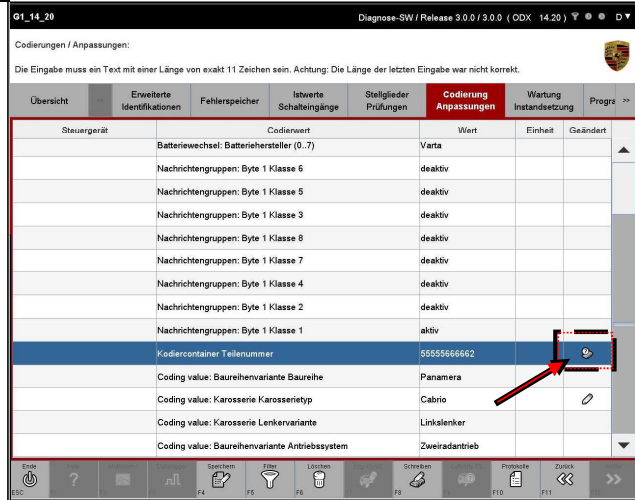 G1_14_20
Diagnose-SW / Release 3.0.0 / 3.0.0 ( ODX 14.20 ) D
Codierungen / Anpassungen:
Die Eingabe muss ein Text mit einer Länge von exakt 11 Zeichen sein. Achtung: Die Länge der letzten Eingabe war nicht korrekt.
Übersicht
Erweiterte Identifikationen
Fehlerspeicher
Istwerte Schalteingänge
Stellglieder Prüfungen
Codierung Anpassungen
Wartung Instandsetzung
Progra >>
Steuergerät Codierwert Wert Einheit Geändert
Batteriewechsel: Batteriehersteller (0..7) Varta
Nachrichtengruppen: Byte 1 Klasse 6 deaktiv
Nachrichtengruppen: Byte 1 Klasse 5 deaktiv
Nachrichtengruppen: Byte 1 Klasse 3 deaktiv
Nachrichtengruppen: Byte 1 Klasse 8 deaktiv
Nachrichtengruppen: Byte 1 Klasse 7 deaktiv
Nachrichtengruppen: Byte 1 Klasse 4 deaktiv
Nachrichtengruppen: Byte 1 Klasse 2 deaktiv
Nachrichtengruppen: Byte 1 Klasse 1 aktiv
Kodiercontainer Teilenummer 55555666662
Coding value: Baureihenvariante Baureihe Panamera
Coding value: Karosserie Karosserietyp Cabrio
Coding value: Karosserie Lenkervariante Linkslenker
Coding value: Baureihenvariante Antriebssystem Zweiradantrieb
Ende Speichern Filter Löschen Schreiben Protokolle Zurück
ESC F4 F5 F6 F8 F10 F11